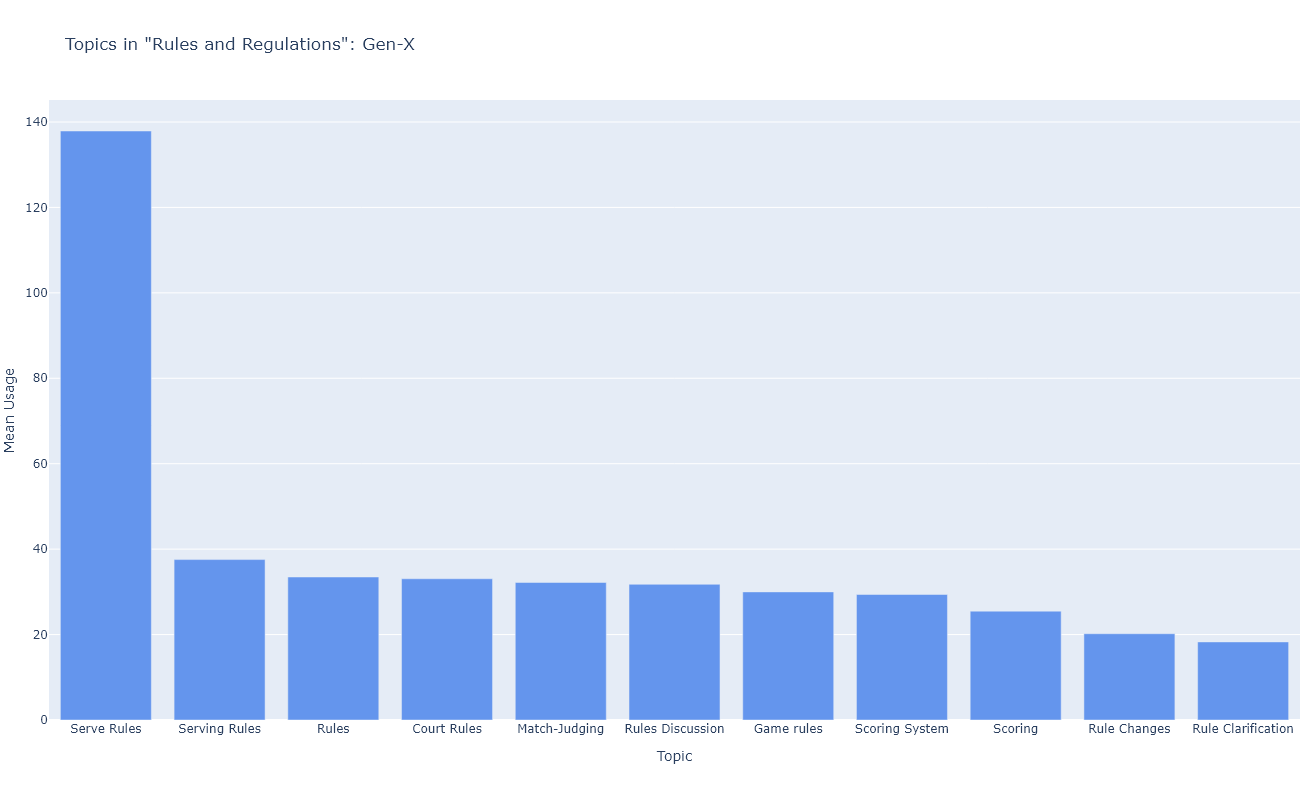 Topics in "Rules and Regulations": Gen-X
Mean Usage
140
120
100
80
60
40
20
0
Serve Rules
Serving Rules
Rules
Court Rules
Match-Judging
Rules Discussion
Game rules
Scoring System
Scoring
Rule Changes
Rule Clarification
Topic